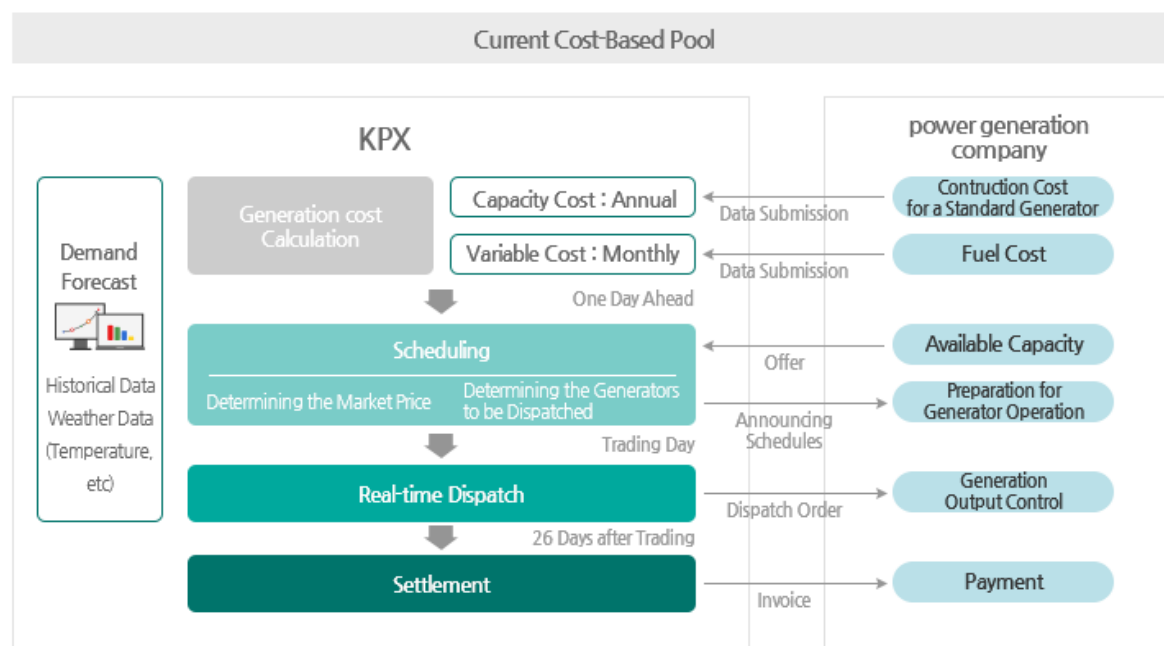 Current Cost-Based Pool
KPX
power generation
company
Demand
Forecast
Historical Data
Weather Data
(Temperature,
etc)
Generation cost
Calculation
Capacity Cost : Annual
Data Submission
Contruction Cost
for a Standard Generator
Variable Cost : Monthly
Data Submission
Fuel Cost
One Day Ahead
Scheduling
Offer
Available Capacity
Determining the Market Price
Determining the Generators
to be Dispatched
Announcing
Schedules
Preparation for
Generator Operation
Trading Day
Real-time Dispatch
Dispatch Order
Generation
Output Control
26 Days after Trading
Settlement
Invoice
Payment